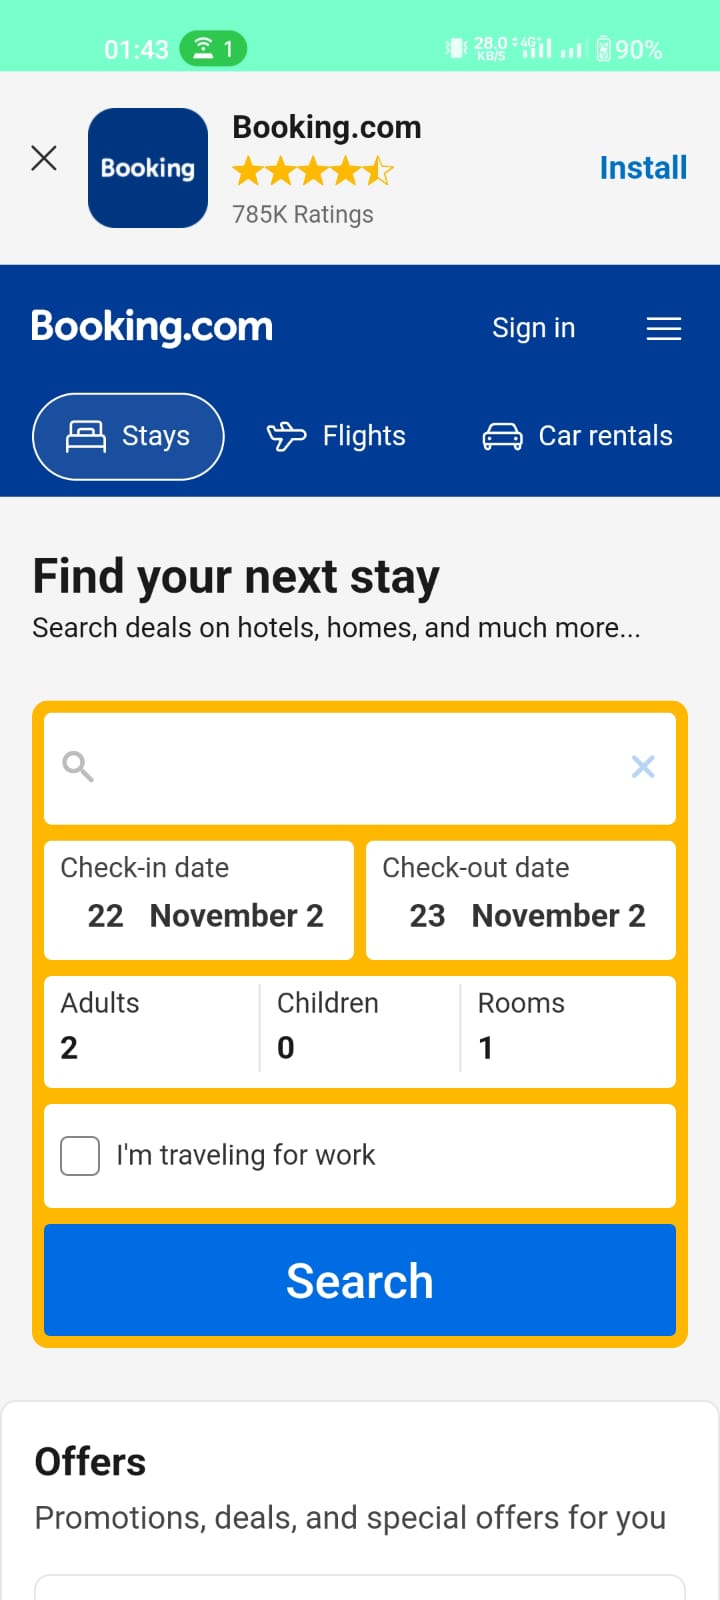 01:43 1 28.0 KB/S 4G+ 90%
Booking
Booking.com
785K Ratings
Install
Booking.com Sign in
Stays Flights Car rentals
Find your next stay
Search deals on hotels, homes, and much more...
Check-in date Check-out date
22 November 2 23 November 2
Adults Children Rooms
2 0 1
I'm traveling for work
Search
Offers
Promotions, deals, and special offers for you